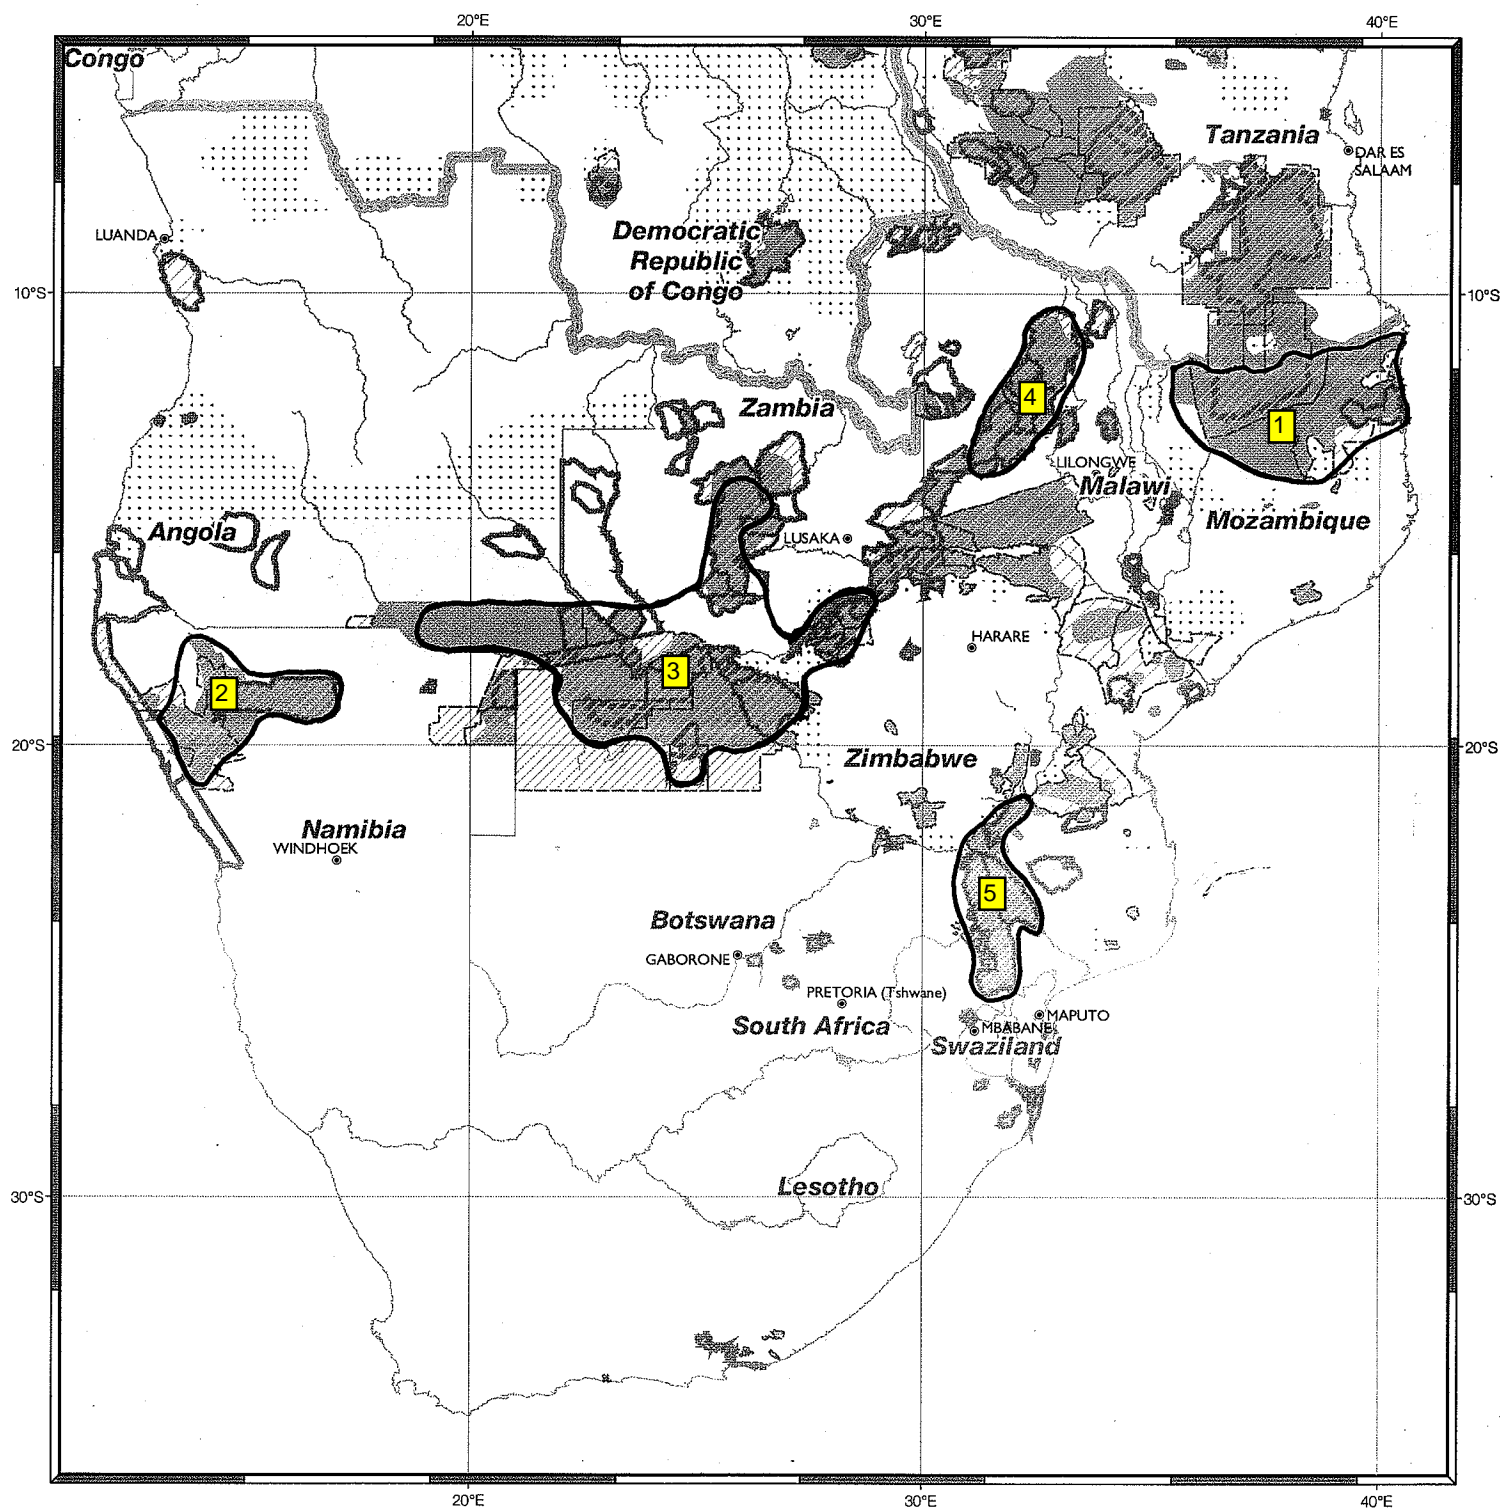 20°E
30°E
40°E
Congo
Tanzania
DAR ES
SALAAM
LUANDA
Democratic
Republic
of Congo
10°S
10°S
4
Zambia
1
LILONGWE
Malawi
Mozambique
Angola
LUSAKA
HARARE
3
2
20°S
20°S
Zimbabwe
Namibia
WINDHOEK
5
Botswana
GABORONE
PRETORIA (Tshwane)
South Africa
MAPUTO
MBABANE
Swaziland
Lesotho
30°S
30°S
20°E
30°E
40°E